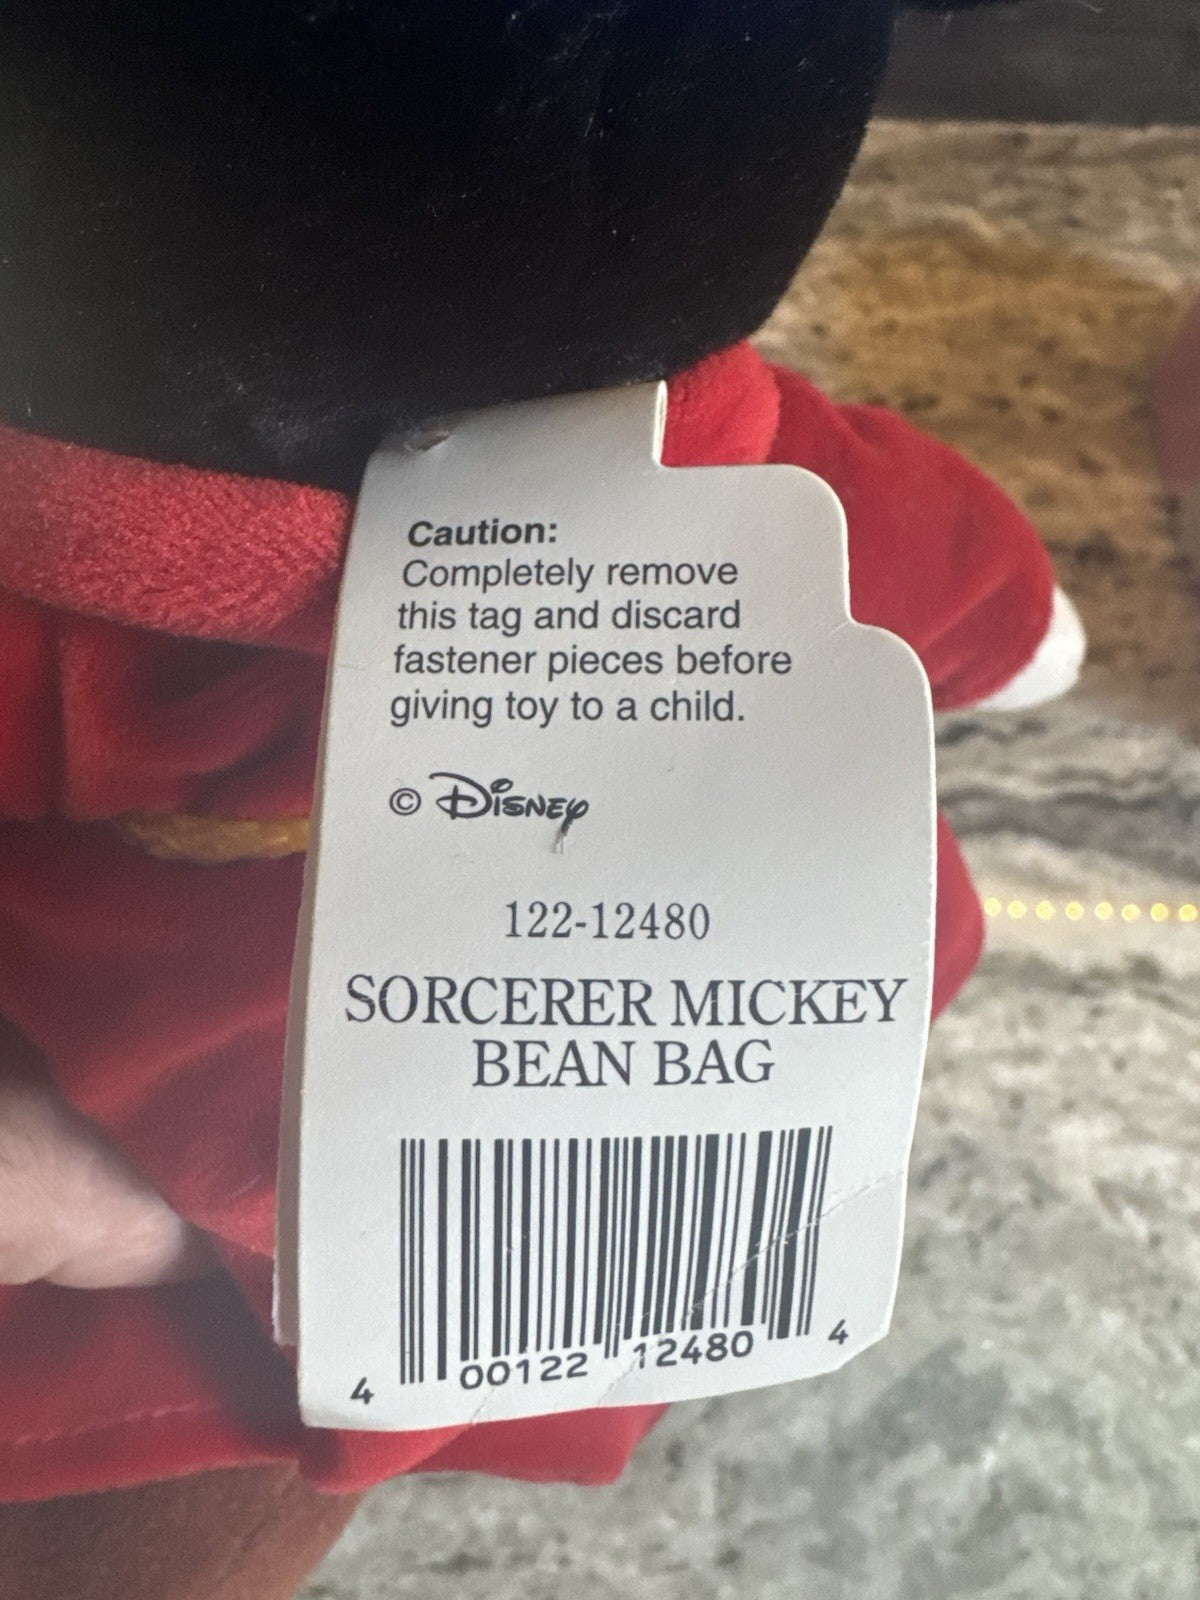 Caution:
Completely remove
this tag and discard
fastener pieces before
giving toy to a child.
© Disney
122-12480
SORCERER MICKEY
BEAN BAG
4 00122 12480 4